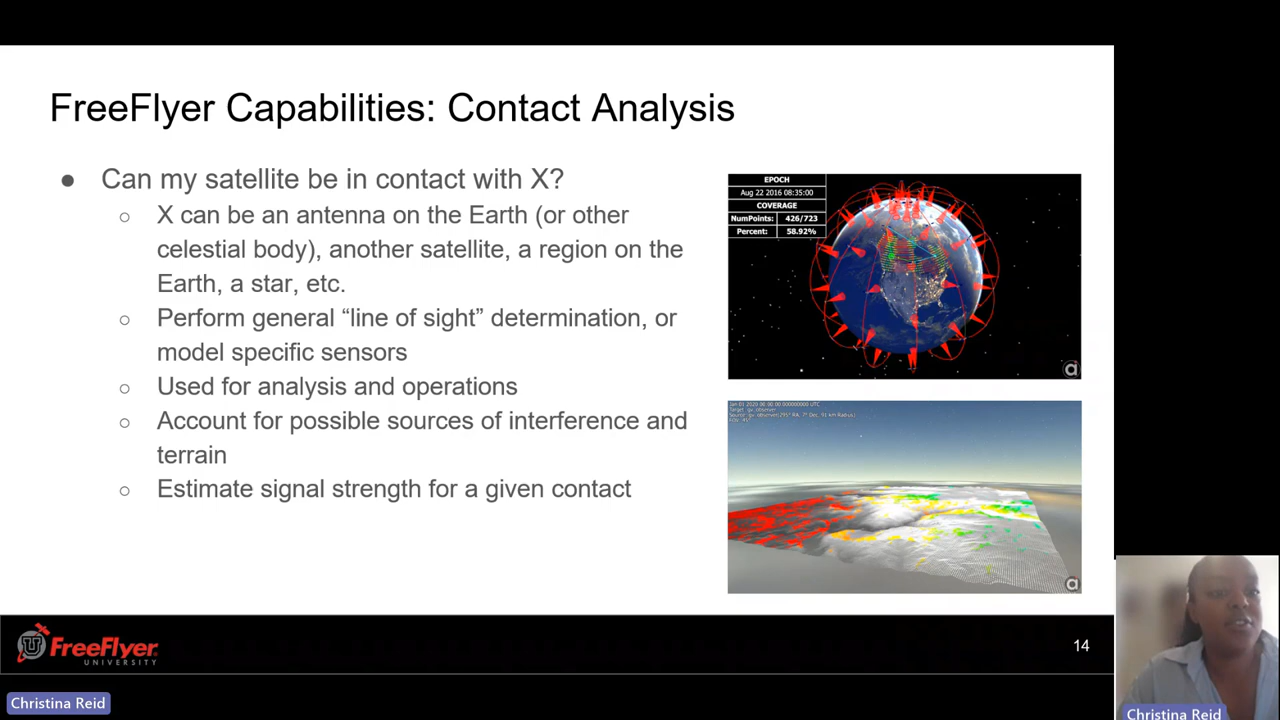 FreeFlyer Capabilities: Contact Analysis
● Can my satellite be in contact with X?
○ X can be an antenna on the Earth (or other
celestial body), another satellite, a region on the
Earth, a star, etc.
○ Perform general “line of sight” determination, or
model specific sensors
○ Used for analysis and operations
○ Account for possible sources of interference and
terrain
○ Estimate signal strength for a given contact
EPOCH
Aug 22 2016 08:35:00
COVERAGE
NumPoints: 426/723
Percent: 58.92%
a
a
FreeFlyer
UNIVERSITY
14
Christina Reid
Christina Reid